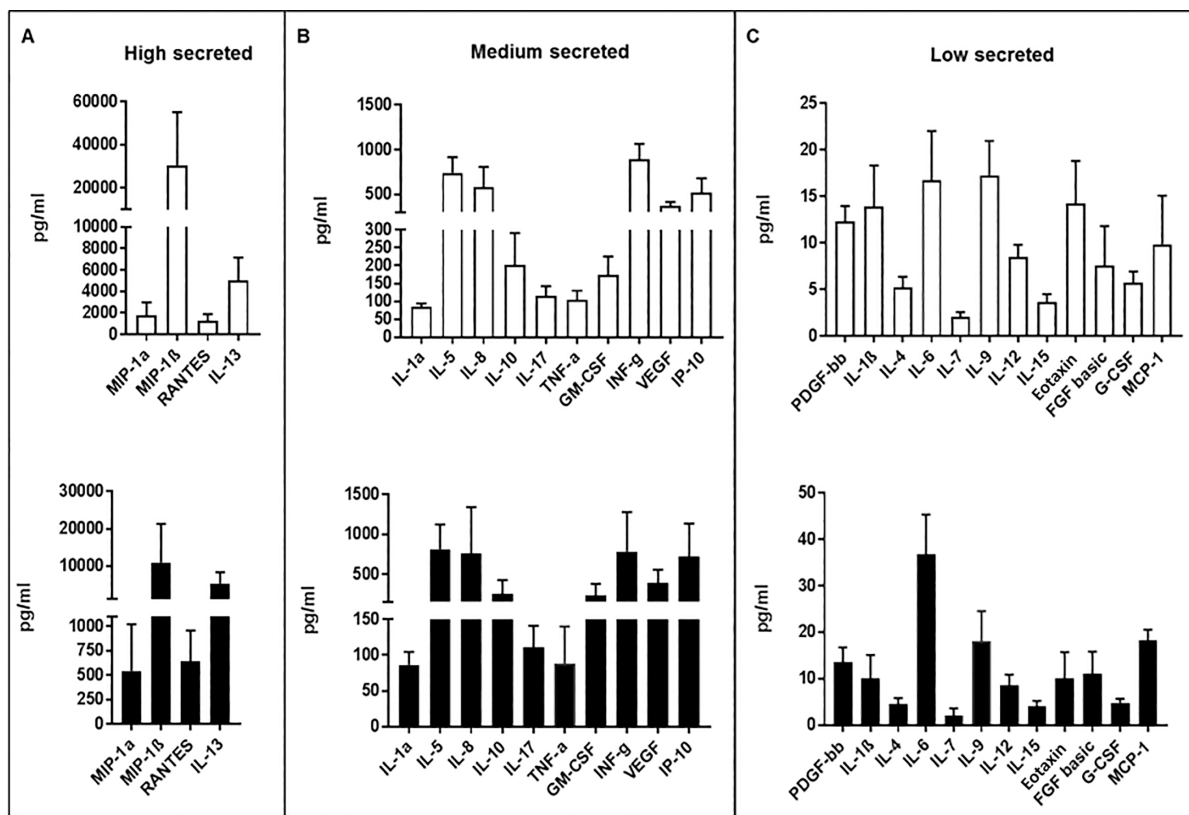 A
High secreted
60000
40000
20000
10000
8000
6000
4000
2000
0
pg/ml
MIP-1a
MIP-1ß
RANTES
IL-13
30000
20000
10000
1000
750
500
250
0
pg/ml
MIP-1a
MIP-1ß
RANTES
IL-13
B
Medium secreted
1500
1000
500
300
250
200
150
100
50
0
pg/ml
IL-1a
IL-5
IL-8
IL-10
IL-17
TNF-a
GM-CSF
INF-g
VEGF
IP-10
1500
1000
500
150
100
50
0
pg/ml
IL-1a
IL-5
IL-8
IL-10
IL-17
TNF-a
GM-CSF
INF-g
VEGF
IP-10
C
Low secreted
25
20
15
10
5
0
pg/ml
PDGF-bb
IL-1ß
IL-4
IL-6
IL-7
IL-9
IL-12
IL-15
Eotaxin
FGF basic
G-CSF
MCP-1
50
40
30
20
10
0
pg/ml
PDGF-bb
IL-1ß
IL-4
IL-6
IL-7
IL-9
IL-12
IL-15
Eotaxin
FGF basic
G-CSF
MCP-1